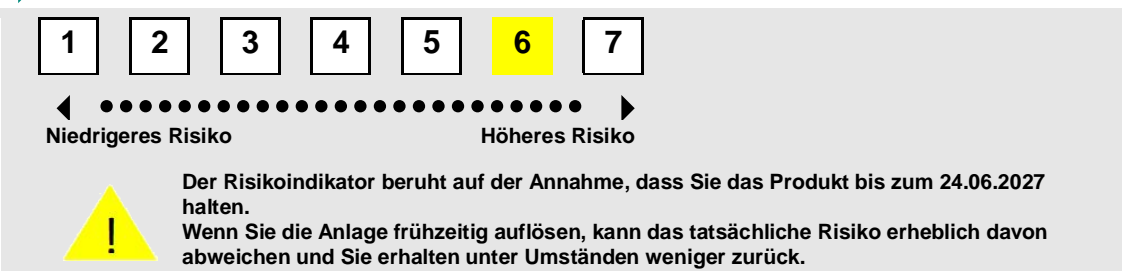 1 2 3 4 5 6 7
Niedrigeres Risiko Höheres Risiko
Der Risikoindikator beruht auf der Annahme, dass Sie das Produkt bis zum 24.06.2027
halten.
Wenn Sie die Anlage frühzeitig auflösen, kann das tatsächliche Risiko erheblich davon
! abweichen und Sie erhalten unter Umständen weniger zurück.